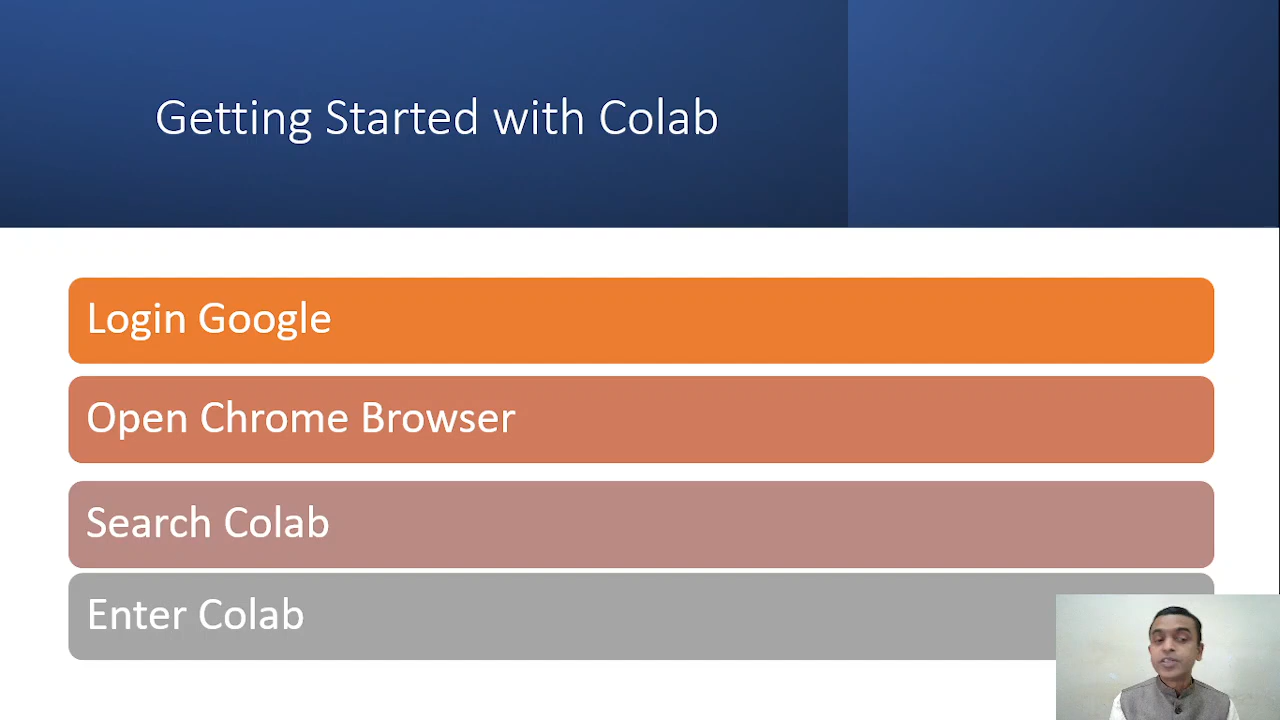 Getting Started with Colab
Login Google
Open Chrome Browser
Search Colab
Enter Colab